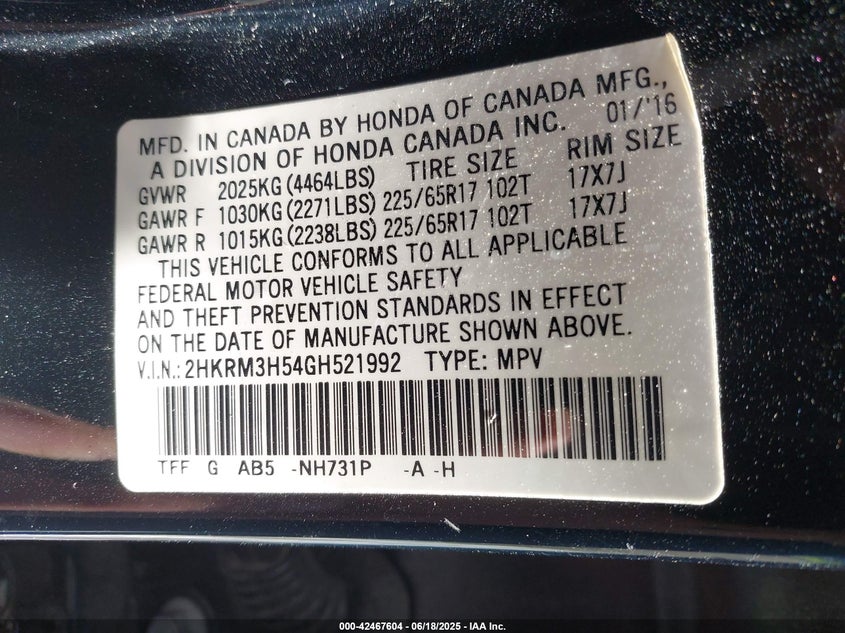 MFD. IN CANADA BY HONDA OF CANADA MFG.,
A DIVISION OF HONDA CANADA INC. 01/'16
GVWR 2025KG(4464LBS) TIRE SIZE RIM SIZE
GAWR F 1030KG(2271LBS) 225/65R17 102T 17X7J
GAWR R 1015KG(2238LBS) 225/65R17 102T 17X7J
THIS VEHICLE CONFORMS TO ALL APPLICABLE
FEDERAL MOTOR VEHICLE SAFETY
AND THEFT PREVENTION STANDARDS IN EFFECT
ON THE DATE OF MANUFACTURE SHOWN ABOVE.
V.I.N.: 2HKRM3H54GH521992 TYPE: MPV
TFF G AB5 -NH731P -A -H
000-42467604 - 06/18/2025 - IAA Inc.